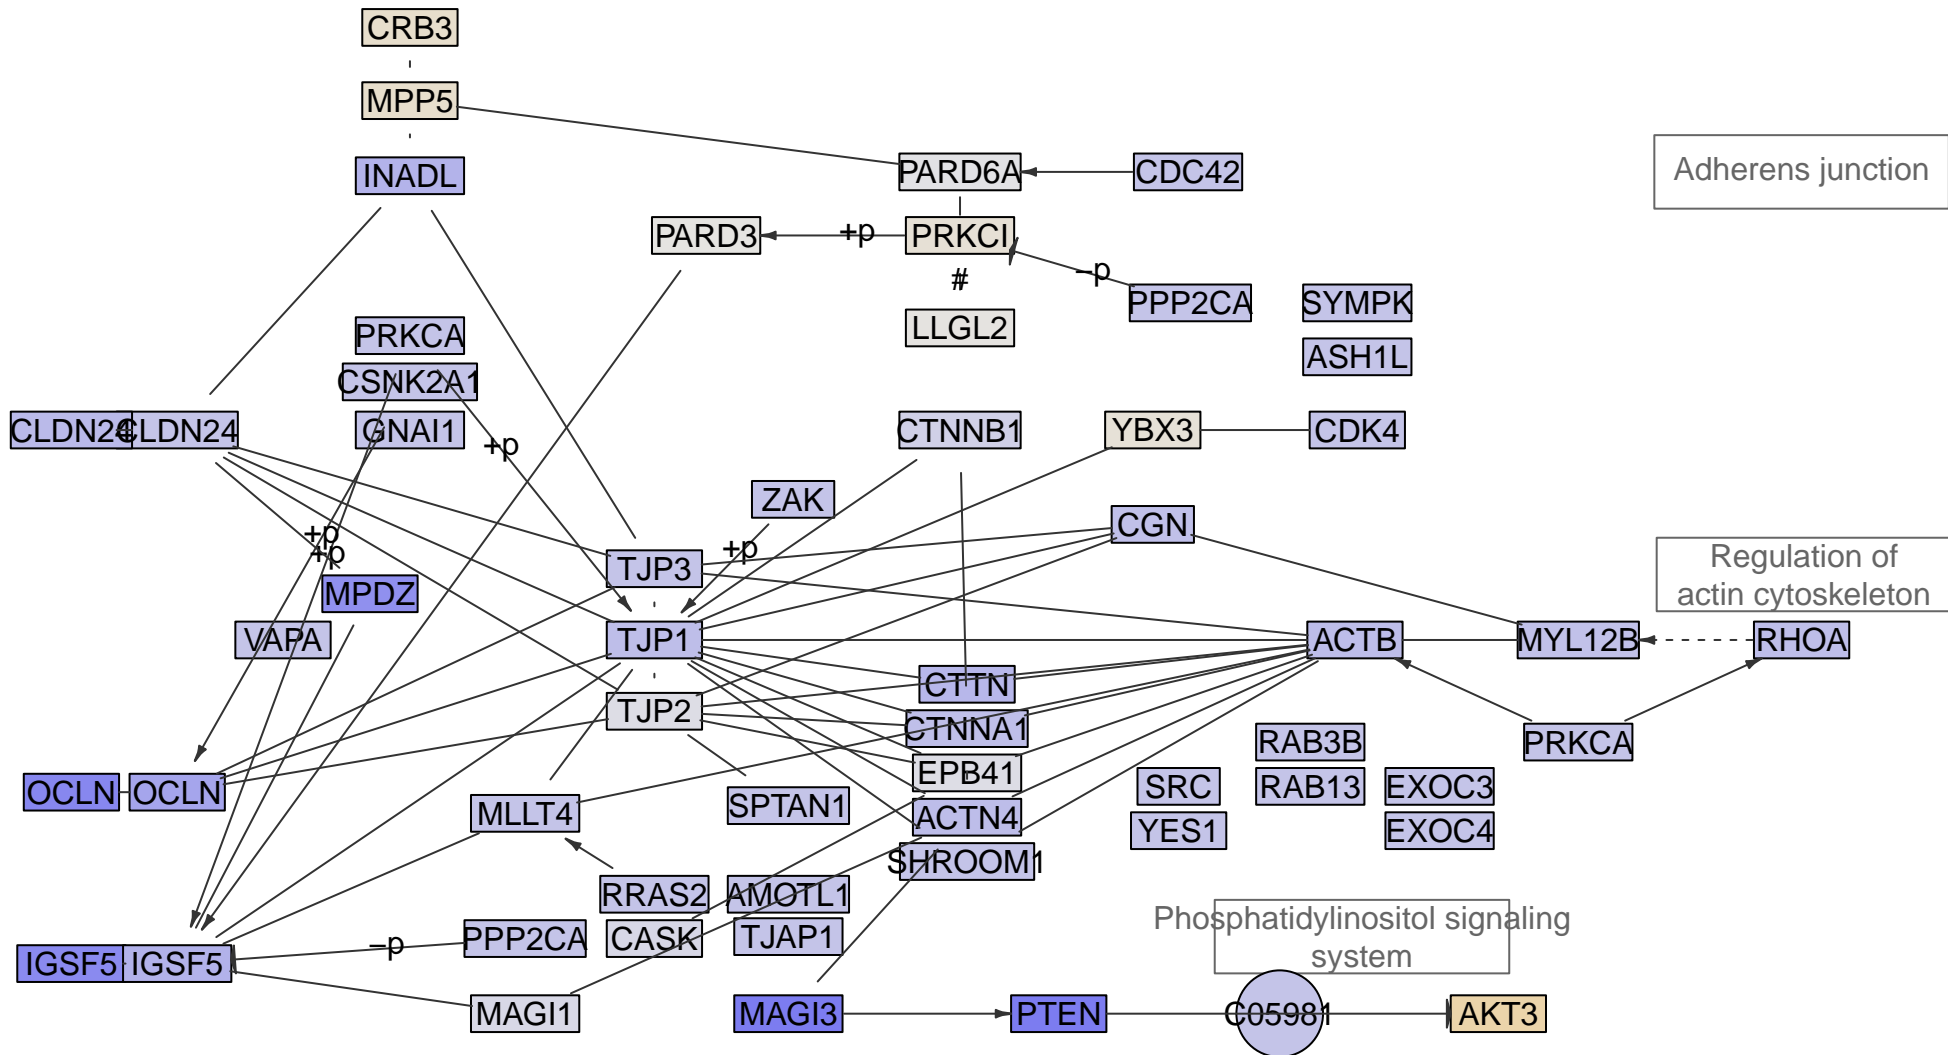 CRB3
MPP5
INADL
PARD6A
CDC42
Adherens junction
PARD3
+p
PRKCI
#
−p
PPP2CA
SYMPK
LLGL2
PRKCA
ASH1L
CSNK2A1
CLDN24
CLDN24
GNAI1
+p
CTNNB1
YBX3
CDK4
ZAK
CGN
+p
+p
+p
TJP3
Regulation of
actin cytoskeleton
MPDZ
VAPA
TJP1
ACTB
MYL12B
RHOA
CTTN
TJP2
CTNNA1
RAB3B
PRKCA
EPB41
OCLN
OCLN
SRC
RAB13
EXOC3
MLLT4
SPTAN1
ACTN4
YES1
EXOC4
SHROOM1
RRAS2
AMOTL1
Phosphatidylinositol signaling
system
PPP2CA
CASK
TJAP1
−p
IGSF5
IGSF5
MAGI1
MAGI3
PTEN
C05981
AKT3